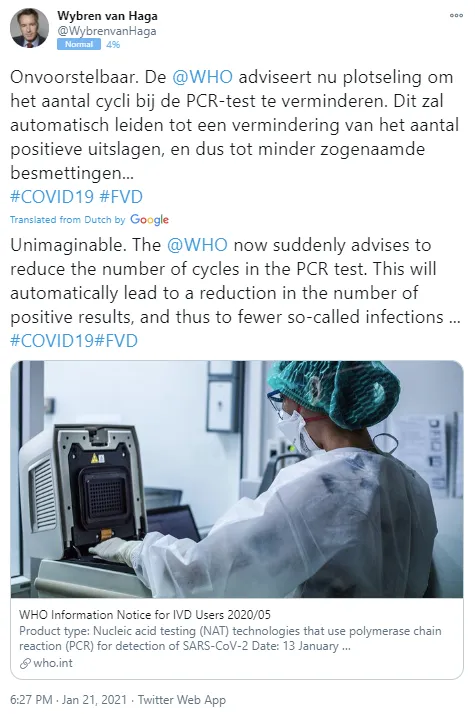 Wybren van Haga
@WybrenvanHaga
Normal 4%
Onvoorstelbaar. De @WHO adviseert nu plotseling om
het aantal cycli bij de PCR-test te verminderen. Dit zal
automatisch leiden tot een vermindering van het aantal
positieve uitslagen, en dus tot minder zogenaamde
besmettingen...
#COVID19 #FVD
Translated from Dutch by Google
Unimaginable. The @WHO now suddenly advises to
reduce the number of cycles in the PCR test. This will
automatically lead to a reduction in the number of
positive results, and thus to fewer so-called infections ...
#COVID19#FVD
WHO Information Notice for IVD Users 2020/05
Product type: Nucleic acid testing (NAT) technologies that use polymerase chain
reaction (PCR) for detection of SARS-CoV-2 Date: 13 January ...
who.int
6:27 PM · Jan 21, 2021 · Twitter Web App